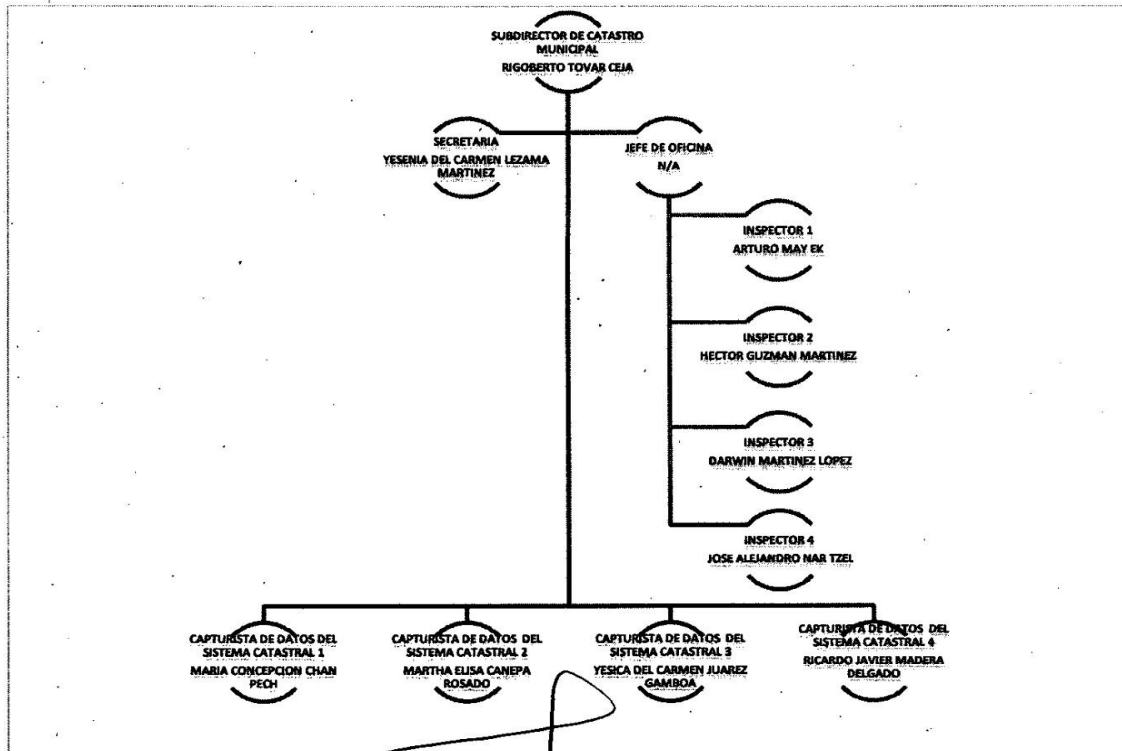 SUBDIRECTOR DE CATASTRO
MUNICIPAL
RIGOBERTO TOVAR CEJA
SECRETARIA
YESENIA DEL CARMEN LEZAMA
MARTINEZ
JEFE DE OFICINA
N/A
INSPECTOR 1
ARTURO MAY EK
INSPECTOR 2
HECTOR GUZMAN MARTINEZ
INSPECTOR 3
DARWIN MARTINEZ LOPEZ
INSPECTOR 4
JOSE ALEJANDRO NAR TZEL
CAPTURISTA DE DATOS DEL
SISTEMA CATASTRAL 1
MARIA CONCEPCION CHAN
PECH
CAPTURISTA DE DATOS DEL
SISTEMA CATASTRAL 2
MARTHA ELISA CANEPA
ROSADO
CAPTURISTA DE DATOS DEL
SISTEMA CATASTRAL 3
YESICA DEL CARMEN JUAREZ
GAMBOA
CAPTURISTA DE DATOS DEL
SISTEMA CATASTRAL 4
RICARDO JAVIER MADERA
DELGADO